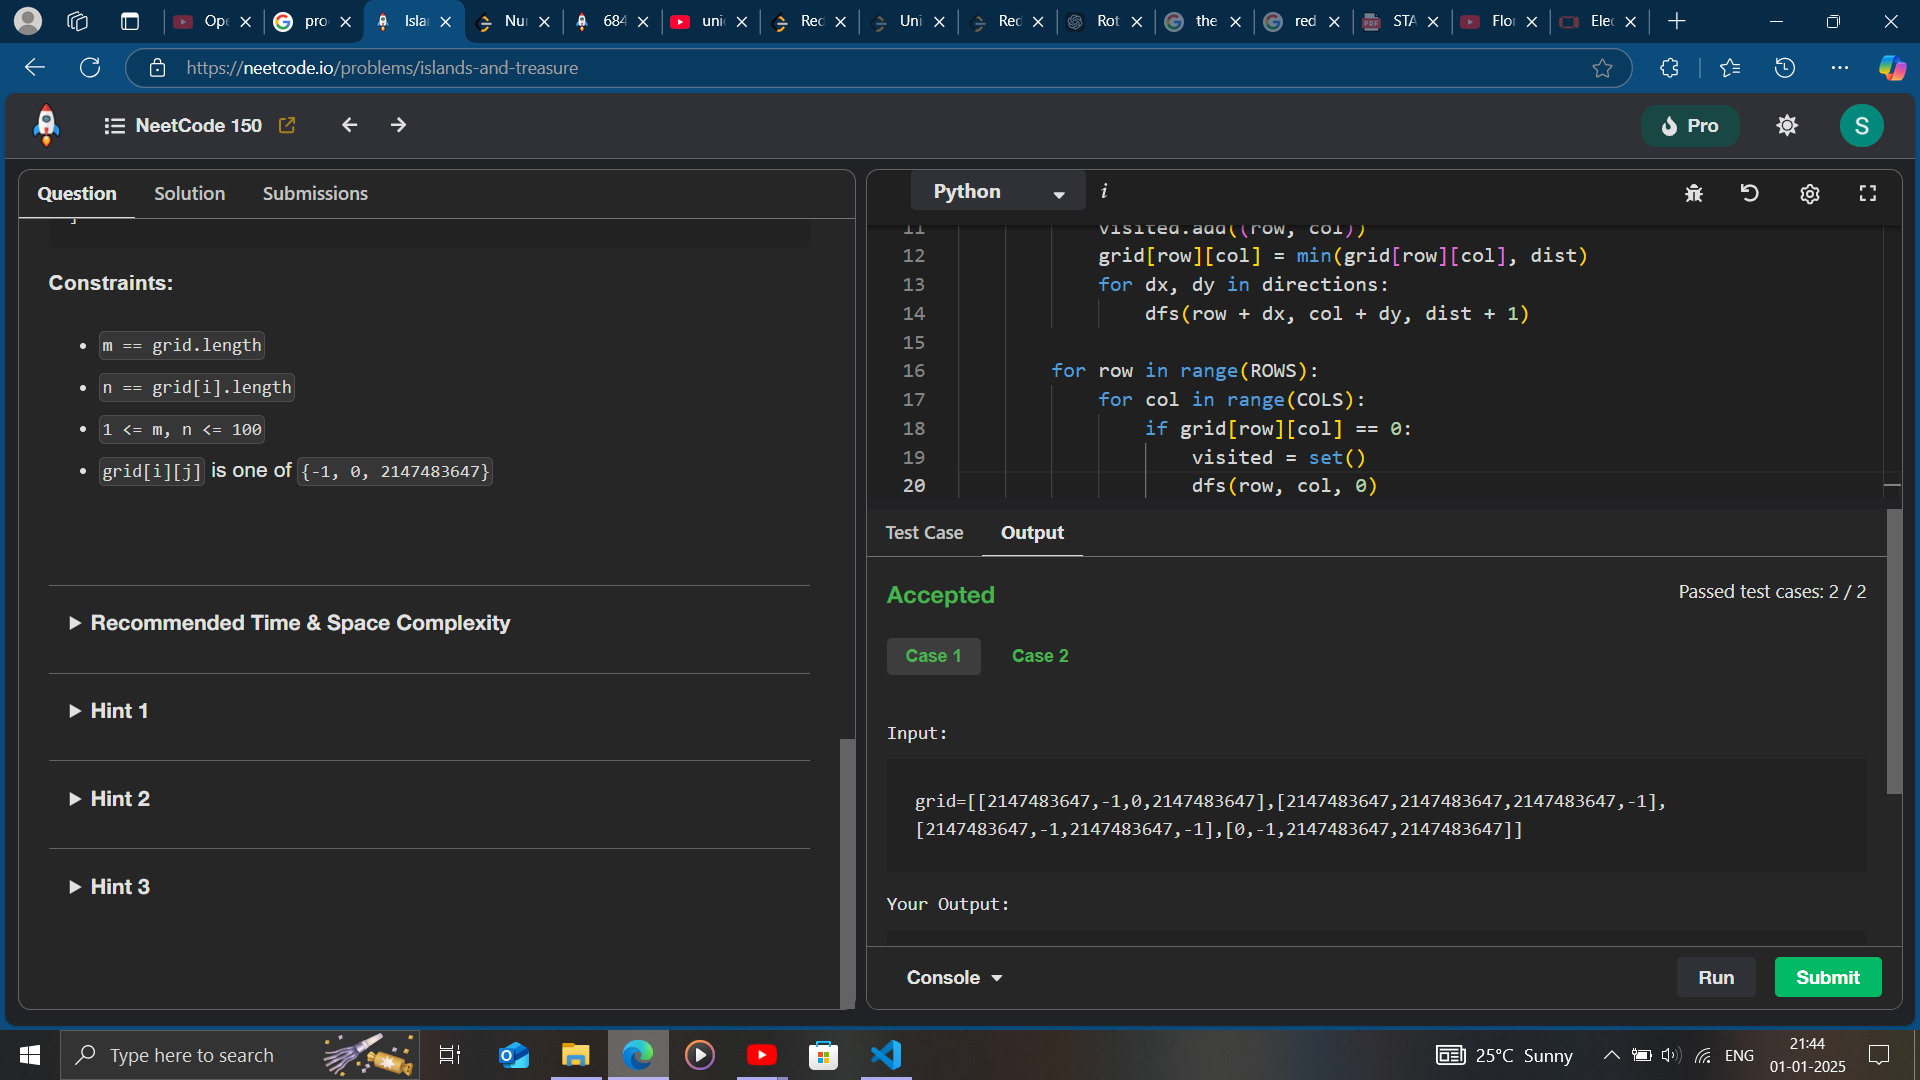 Ope
pro
Isla
Nu
684
uni
Red
Uni
Red
Rot
the
red
STA
Flo
Ele
https://neetcode.io/problems/islands-and-treasure
NeetCode 150
Pro
S
Question
Solution
Submissions
]
Constraints:
• m == grid.length
• n == grid[i].length
• 1 <= m, n <= 100
• grid[i][j] is one of {-1, 0, 2147483647}
Recommended Time & Space Complexity
Hint 1
Hint 2
Hint 3
Python
i
11 visited.add((row, col))
12 grid[row][col] = min(grid[row][col], dist)
13 for dx, dy in directions:
14 dfs(row + dx, col + dy, dist + 1)
15
16 for row in range(ROWS):
17 for col in range(COLS):
18 if grid[row][col] == 0:
19 visited = set()
20 dfs(row, col, 0)
Test Case
Output
Accepted
Passed test cases: 2 / 2
Case 1
Case 2
Input:
grid=[[2147483647,-1,0,2147483647],[2147483647,2147483647,2147483647,-1],
[2147483647,-1,2147483647,-1],[0,-1,2147483647,2147483647]]
Your Output:
Console
Run
Submit
Type here to search
25°C Sunny
ENG
21:44
01-01-2025